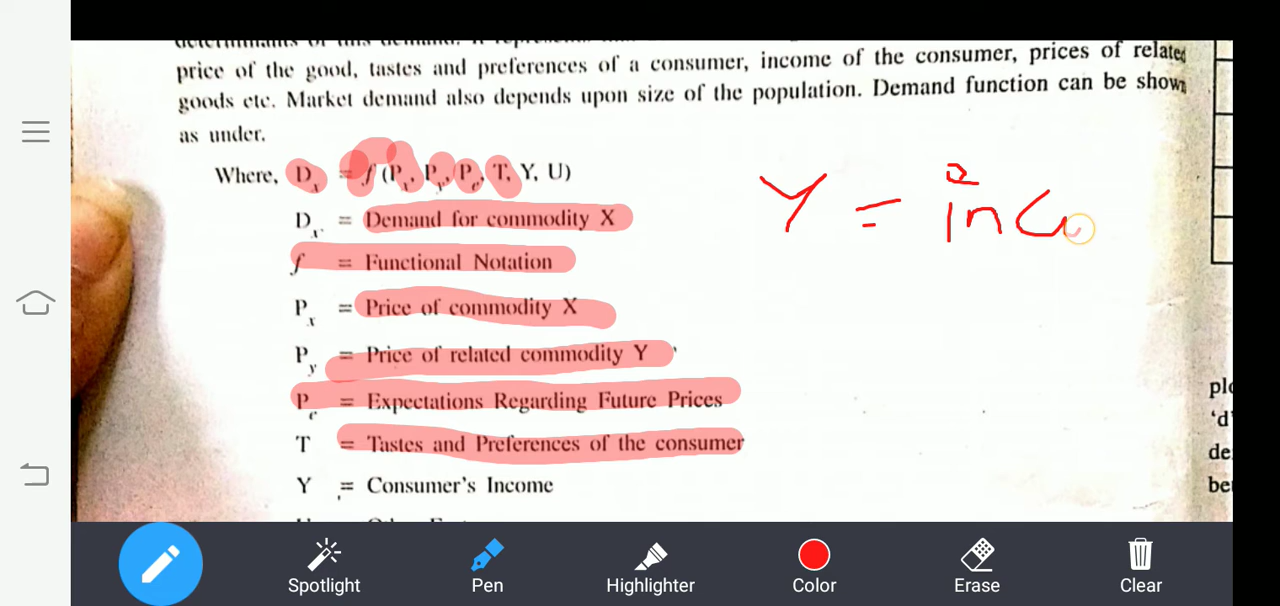 price of the good, tastes and preferences of a consumer, income of the consumer, prices of related
goods etc. Market demand also depends upon size of the population. Demand function can be shown
as under.
Where, Dx = f (Px, Py, Pe, T, Y, U)
Dx = Demand for commodity X
f = Functional Notation
Px = Price of commodity X
Py = Price of related commodity Y
Pe = Expectations Regarding Future Prices
T = Tastes and Preferences of the consumer
Y = Consumer's Income
Y = inc
'd'
de
be
Spotlight
Pen
Highlighter
Color
Erase
Clear